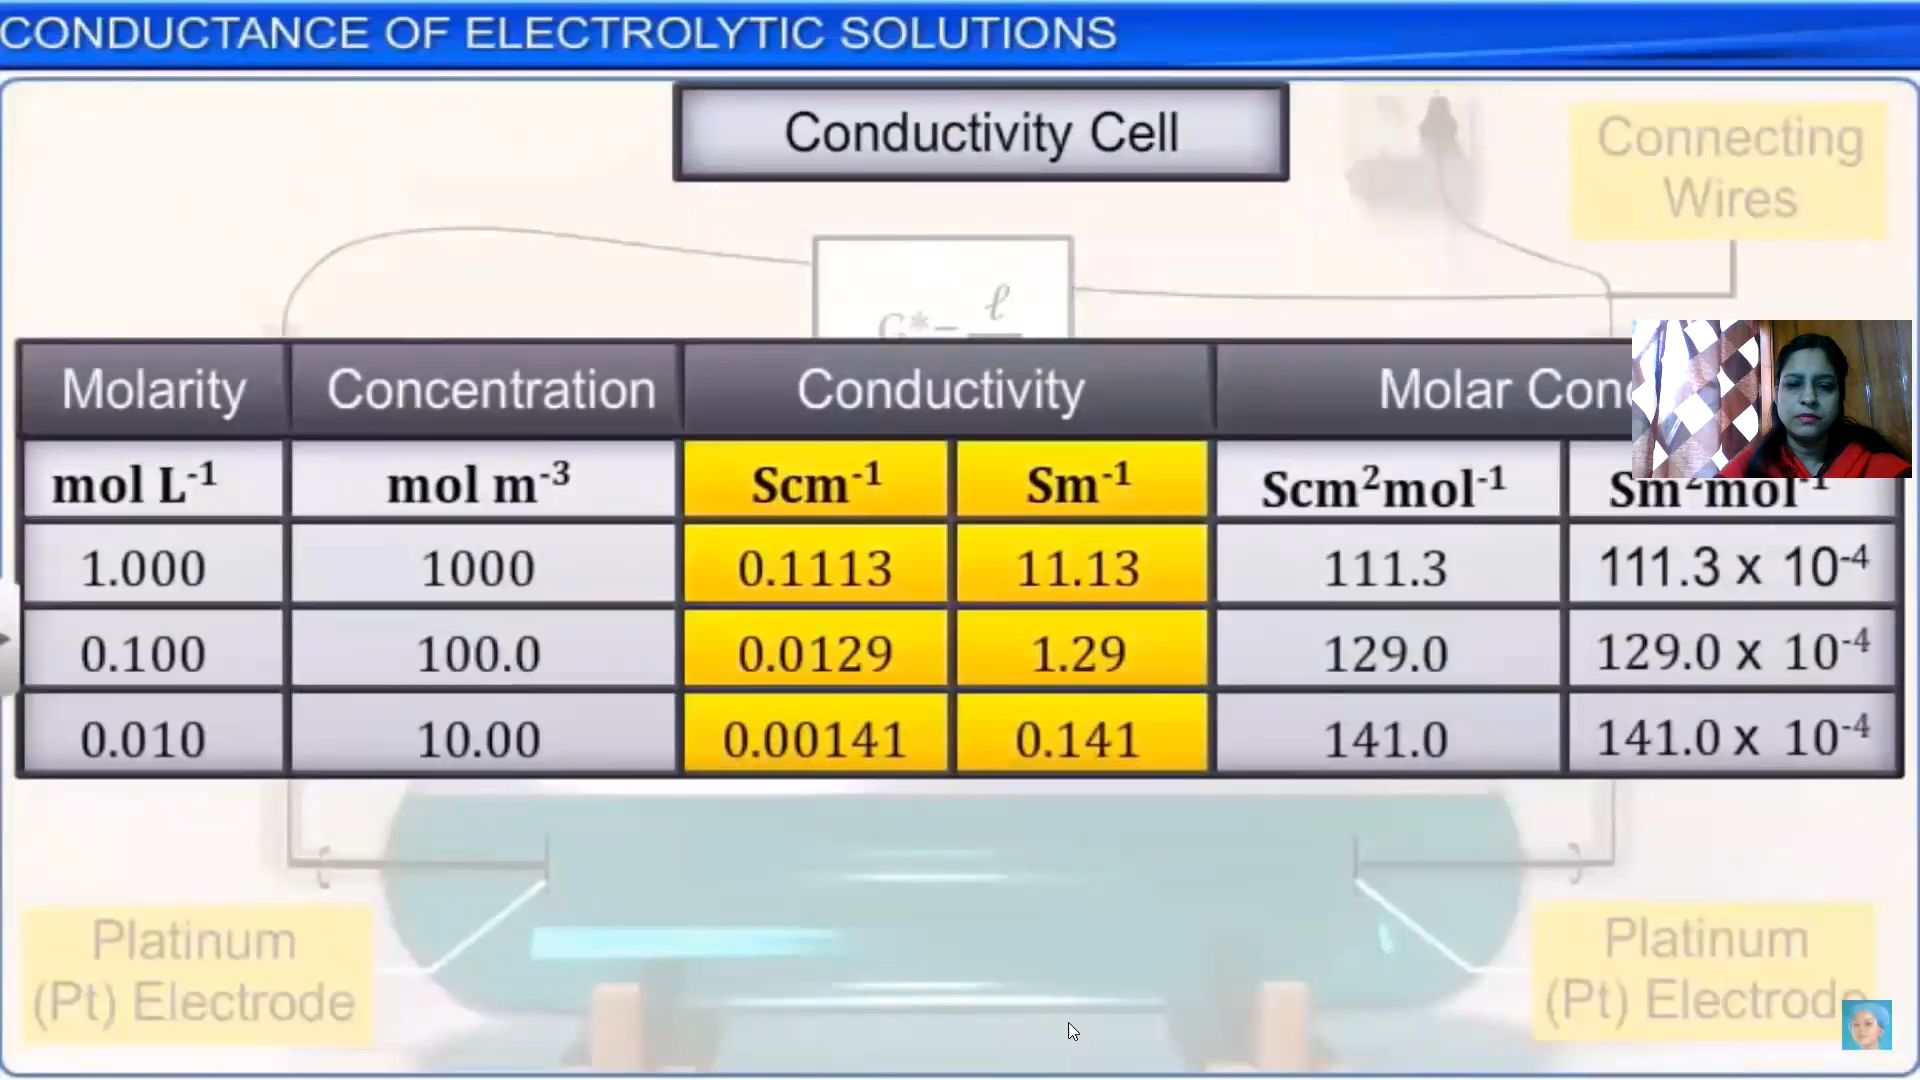 CONDUCTANCE OF ELECTROLYTIC SOLUTIONS
Conductivity Cell
Connecting
Wires
G*= ℓ
Molarity Concentration Conductivity Molar Con
mol L-1 mol m-3 Scm-1 Sm-1 Scm2mol-1 Sm2mol-1
1.000 1000 0.1113 11.13 111.3 111.3 x 10-4
0.100 100.0 0.0129 1.29 129.0 129.0 x 10-4
0.010 10.00 0.00141 0.141 141.0 141.0 x 10-4
Platinum
(Pt) Electrode
Platinum
(Pt) Electrode